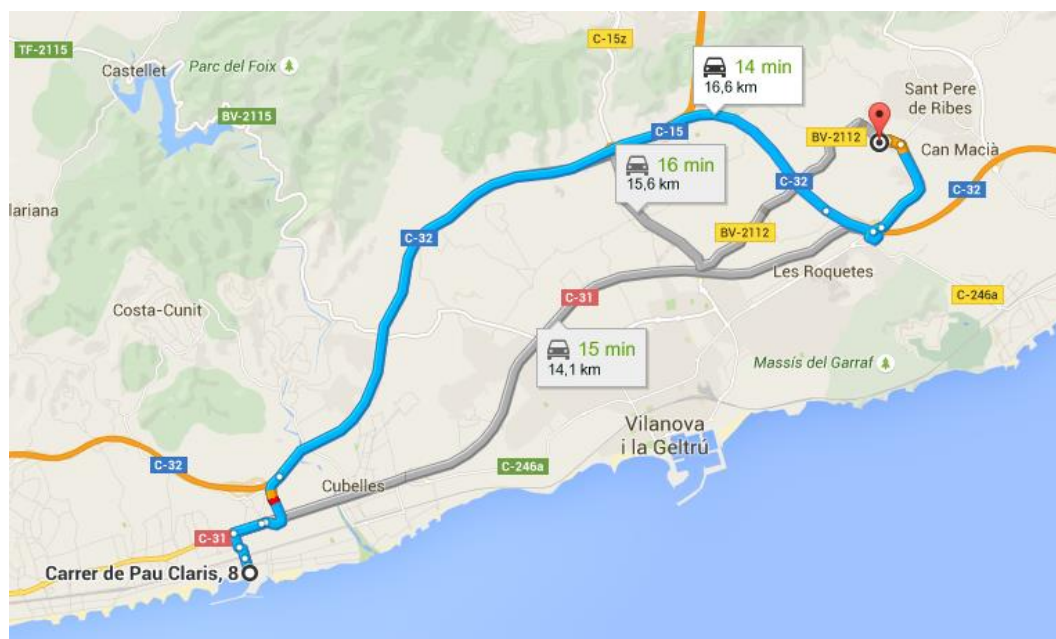 TF-2115
Castellet
Parc del Foix
C-15z
14 min
16,6 km
Sant Pere
de Ribes
BV-2115
C-15
BV-2112
Can Macià
16 min
15,6 km
C-32
C-32
lariana
C-32
BV-2112
Les Roquetes
C-31
C-246a
Costa-Cunit
15 min
14,1 km
Massís del Garraf
Vilanova
i la Geltrú
C-32
C-246a
Cubelles
C-31
Carrer de Pau Claris, 8